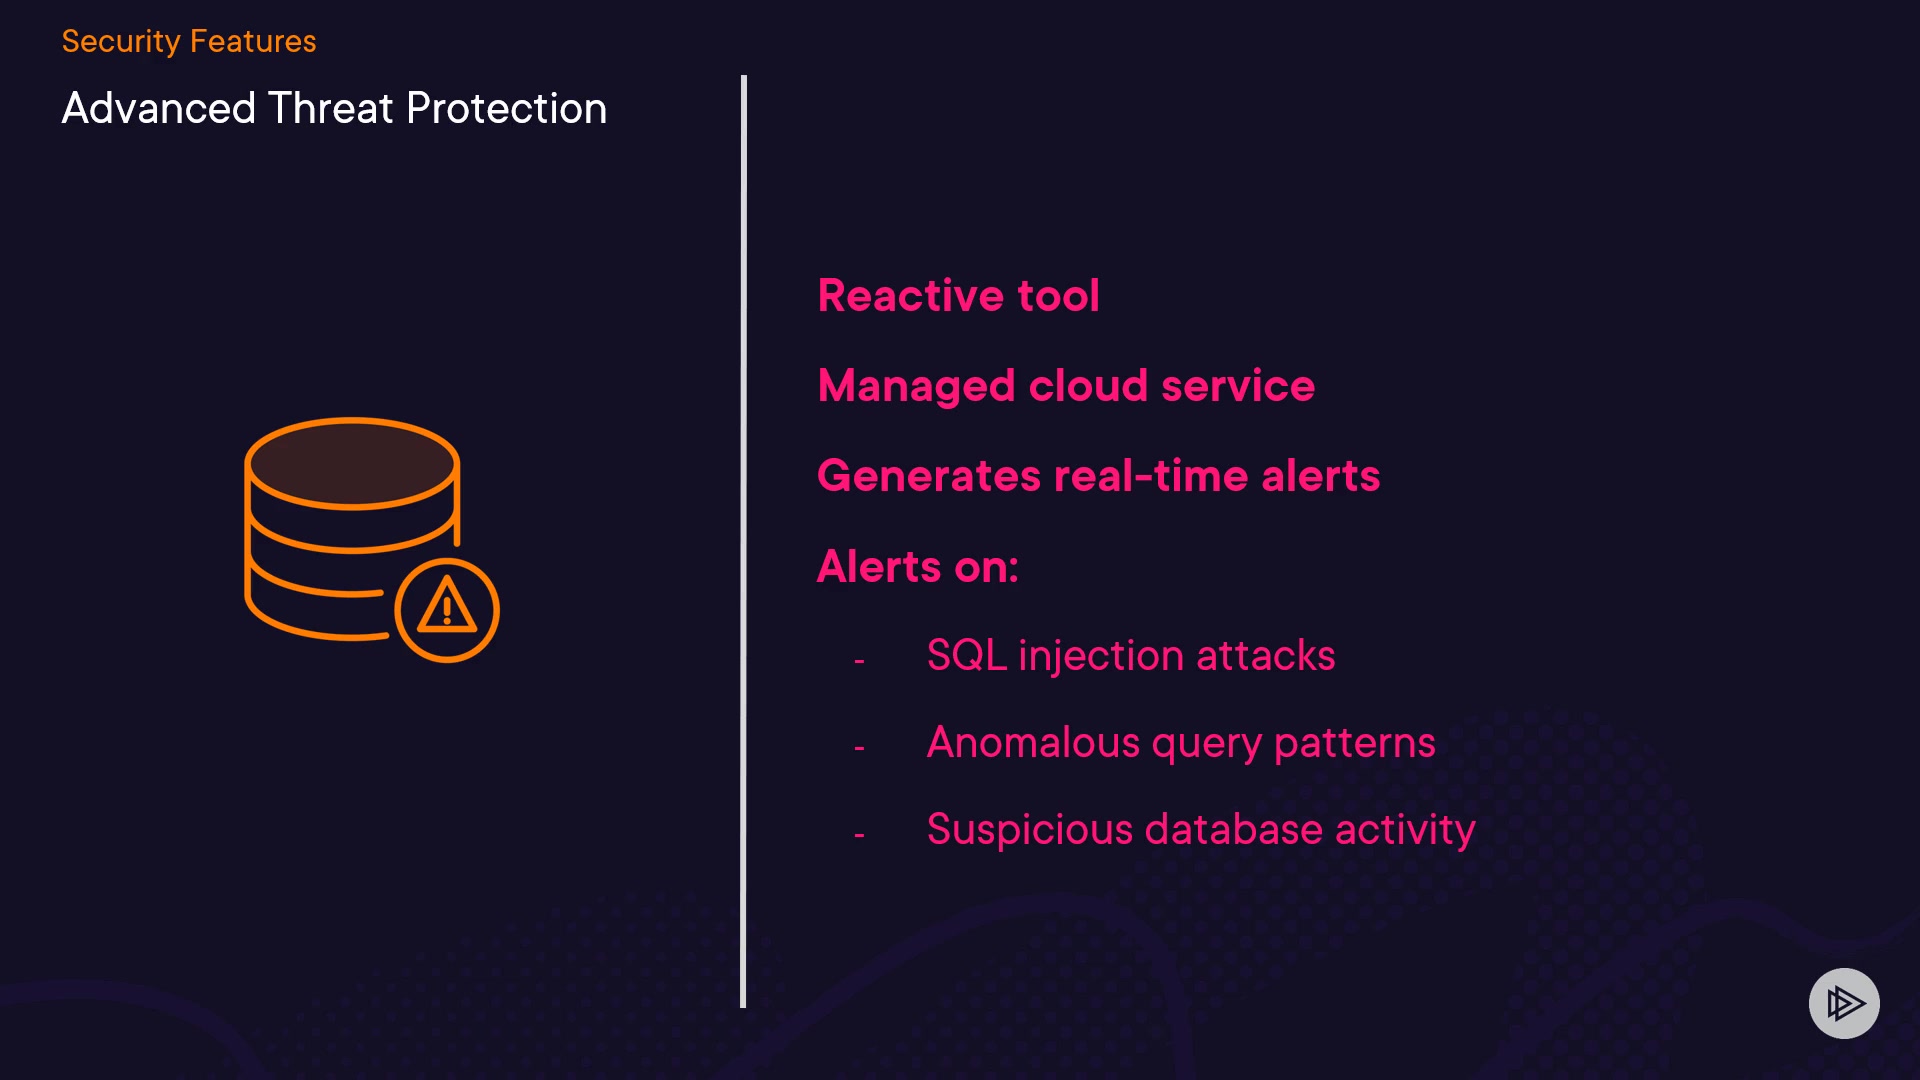 Security Features
Advanced Threat Protection
Reactive tool
Managed cloud service
Generates real-time alerts
Alerts on:
- SQL injection attacks
- Anomalous query patterns
- Suspicious database activity